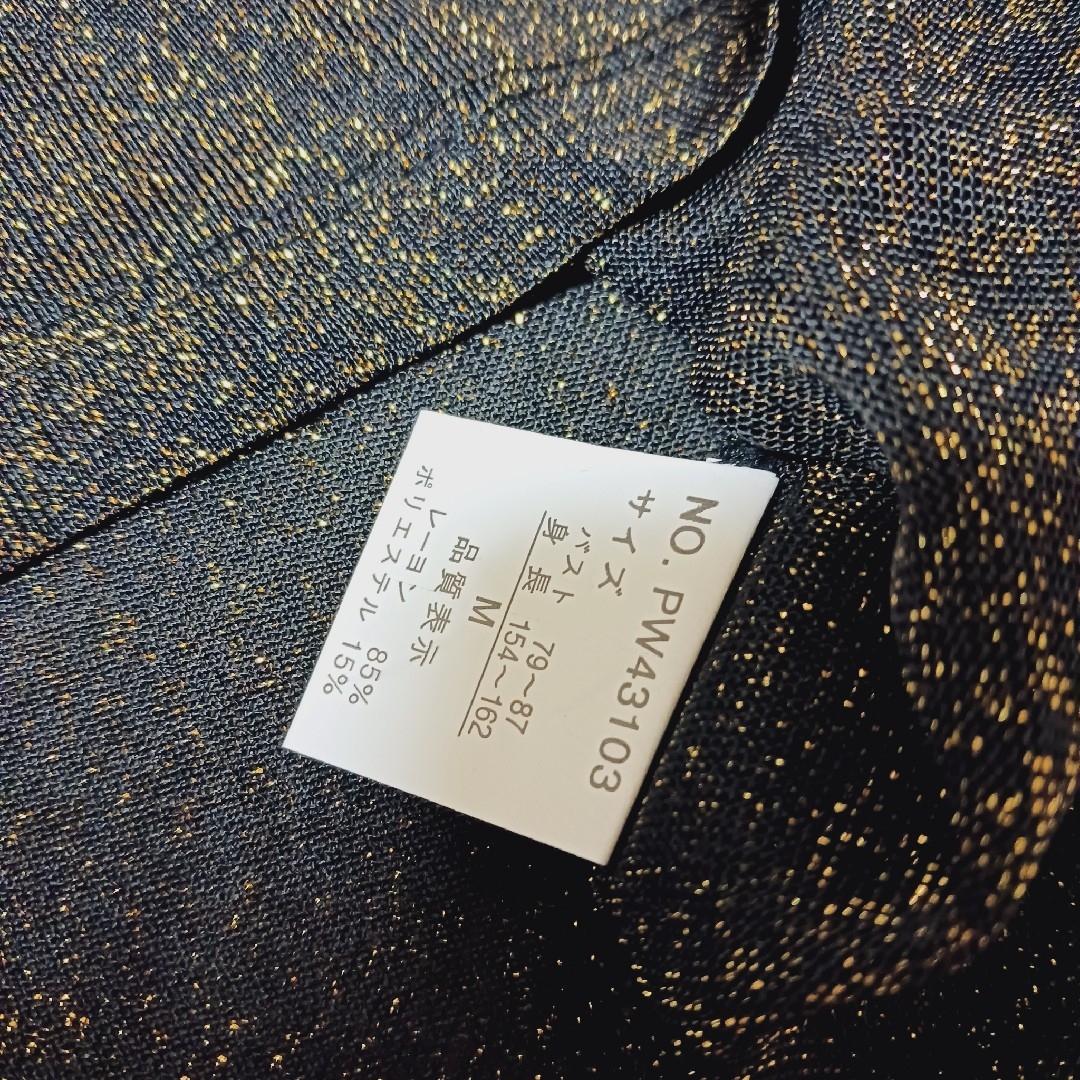 NO. PW43103
サイズ
バスト 79~87
身長 154~162
M
品質表示
レーヨン 85%
ポリエステル 15%